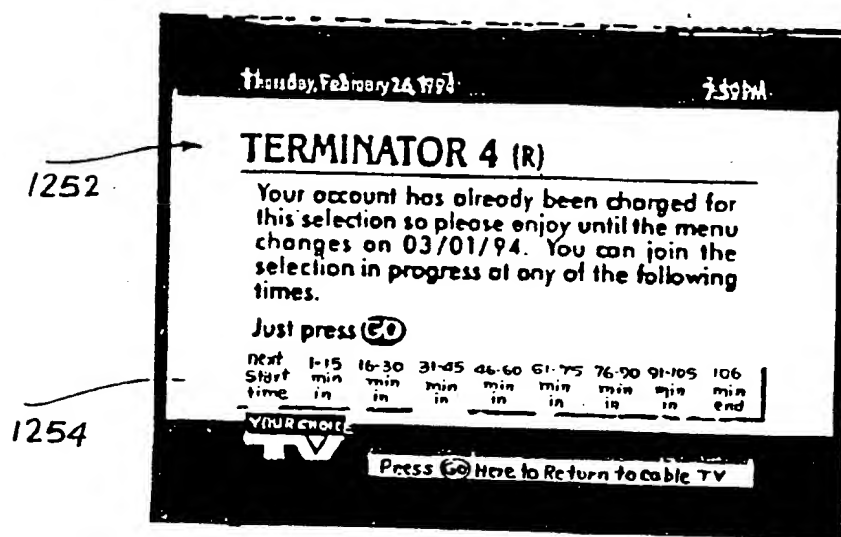 Thursday, February 26, 1994 7:59PM
TERMINATOR 4 (R)
1252
Your account has already been charged for
this selection so please enjoy until the menu
changes on 03/01/94. You can join the
selection in progress at any of the following
times.
Just press GO
next 1-15 16-30 31-45 46-60 61-75 76-90 91-105 106
Start min min min min min min min min
time in in in in in in in end
1254
YOUR CHOICE
TV
Press GO Here to Return to cable TV